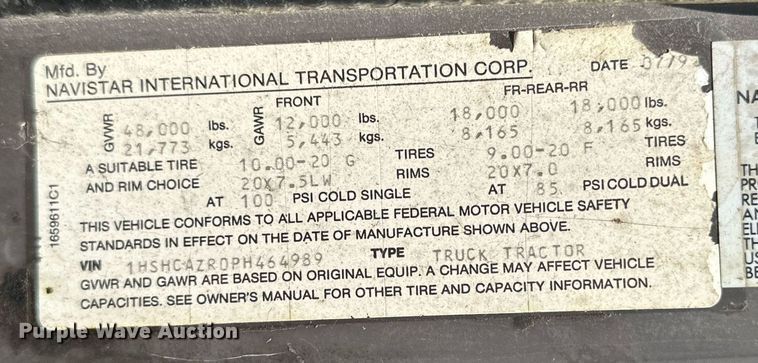 Mfd. By
NAVISTAR INTERNATIONAL TRANSPORTATION CORP. DATE 07/92
FRONT FR-REAR-RR
GVWR 48,000 lbs. GAWR 12,000 18,000 18,000 lbs.
21,773 kgs. 5,443 8,165 8,165 kgs.
A SUITABLE TIRE 10.00-20 G TIRES 9.00-20 F TIRES
AND RIM CHOICE 20X7.5LW RIMS 20X7.0 RIMS
AT 100 PSI COLD SINGLE AT 85 PSI COLD DUAL
THIS VEHICLE CONFORMS TO ALL APPLICABLE FEDERAL MOTOR VEHICLE SAFETY
STANDARDS IN EFFECT ON THE DATE OF MANUFACTURE SHOWN ABOVE.
VIN 1HSHCAZR0PH464989 TYPE TRUCK TRACTOR
GVWR AND GAWR ARE BASED ON ORIGINAL EQUIP. A CHANGE MAY AFFECT VEHICLE
CAPACITIES. SEE OWNER'S MANUAL FOR OTHER TIRE AND CAPACITY INFORMATION.
1659611C1
Purple Wave Auction